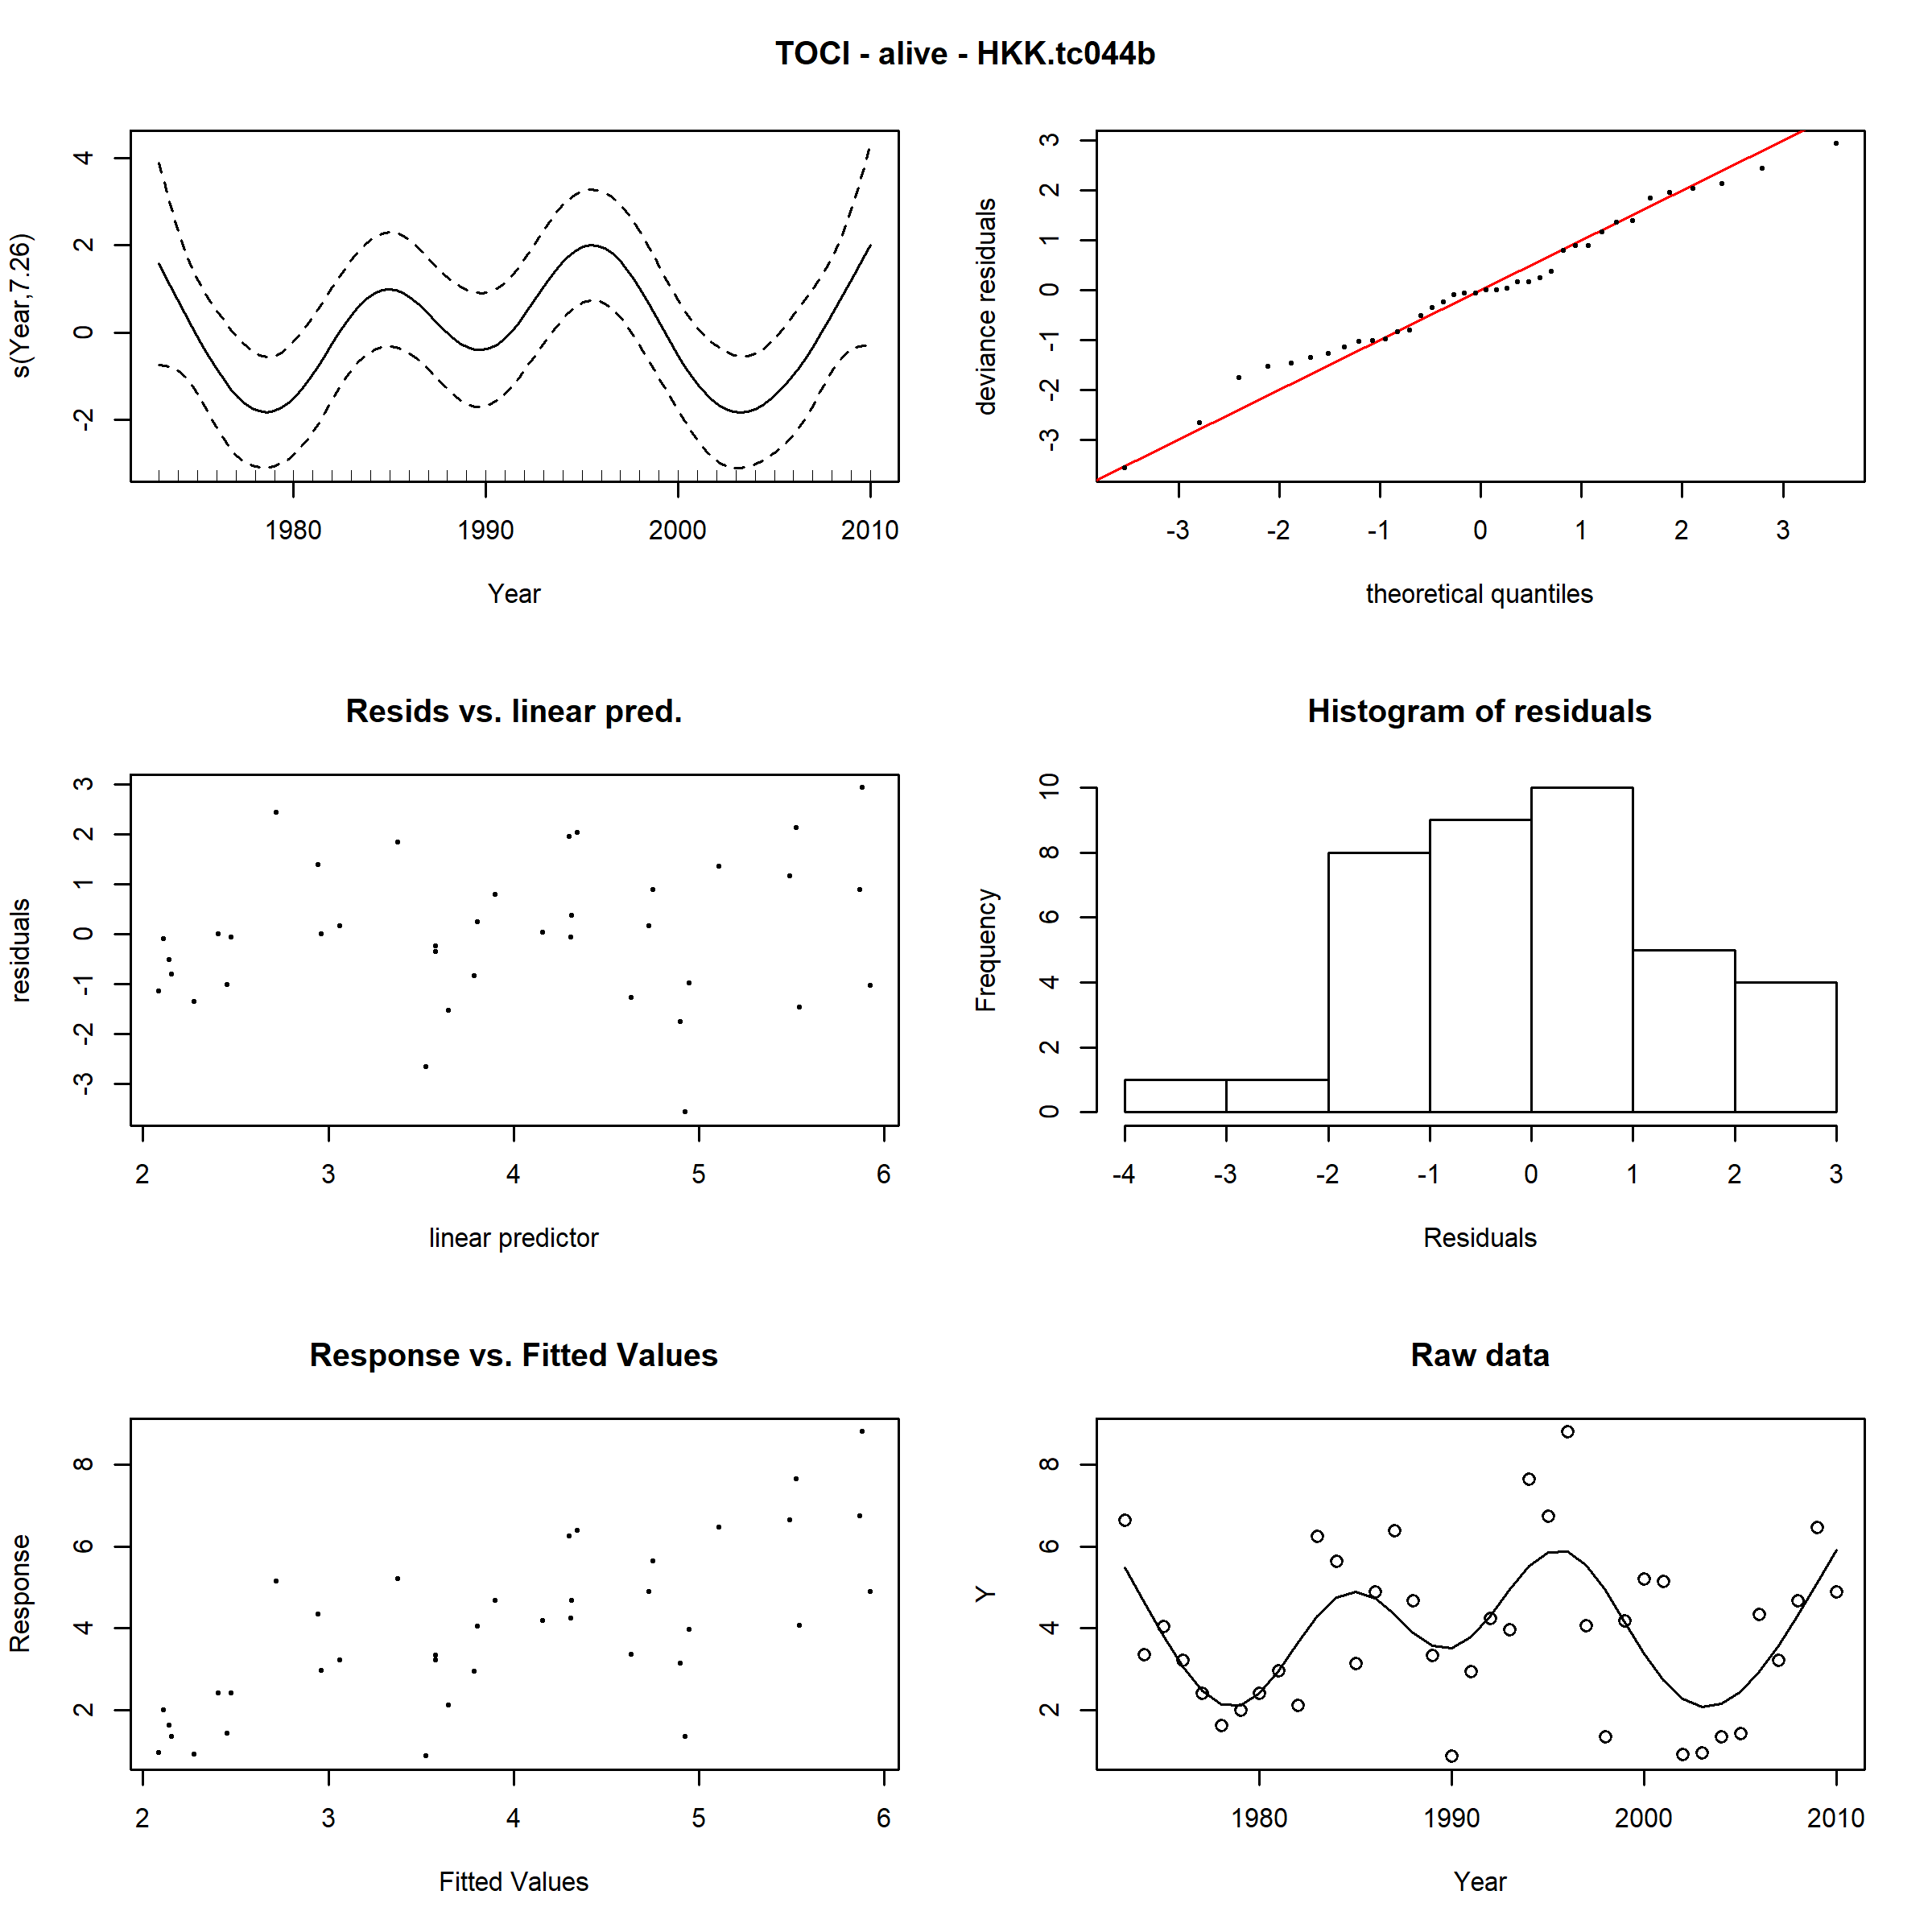 TOCI - alive - HKK.tc044b
s(Year,7.26)
4
2
0
-2
1980 1990 2000 2010
Year
deviance residuals
3
2
1
0
-1
-2
-3
-3 -2 -1 0 1 2 3
theoretical quantiles
Resids vs. linear pred.
residuals
3
2
1
0
-1
-2
-3
2 3 4 5 6
linear predictor
Histogram of residuals
Frequency
10
8
6
4
2
0
-4 -3 -2 -1 0 1 2 3
Residuals
Response vs. Fitted Values
Response
8
6
4
2
2 3 4 5 6
Fitted Values
Raw data
Y
8
6
4
2
1980 1990 2000 2010
Year